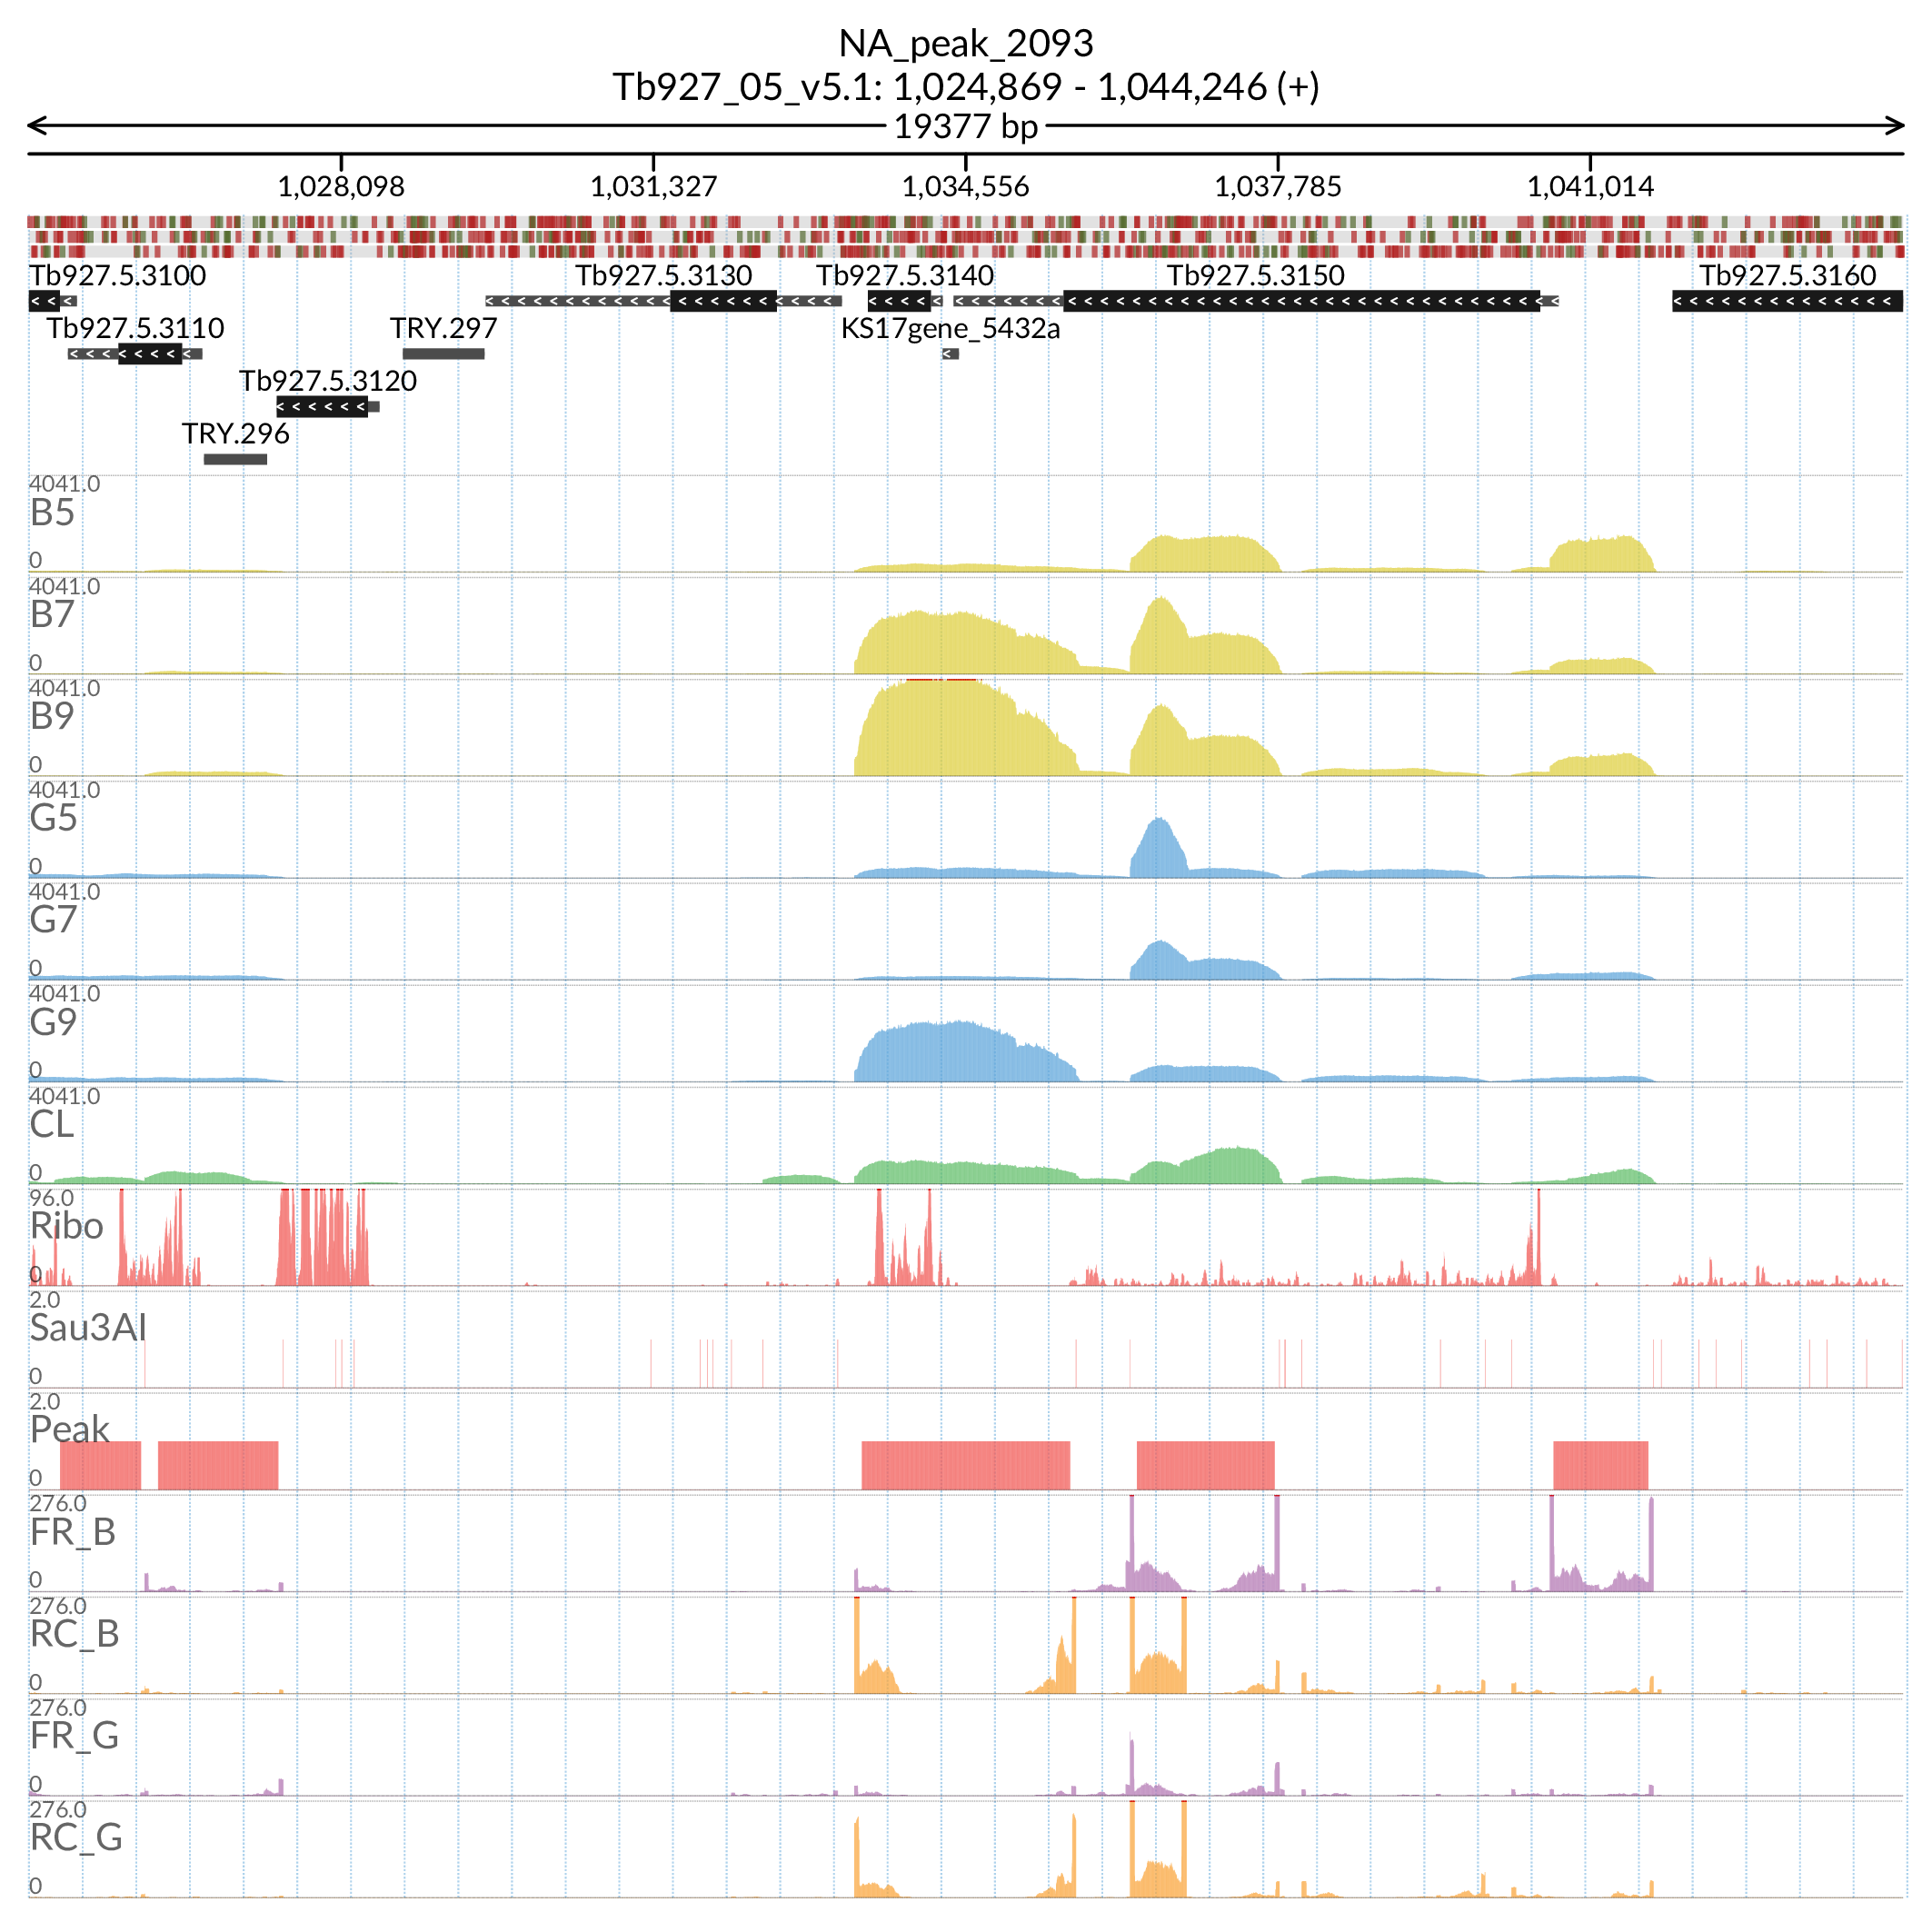 NA_peak_2093
Tb927_05_v5.1: 1,024,869 - 1,044,246 (+)
19377 bp
1,028,098 1,031,327 1,034,556 1,037,785 1,041,014
Tb927.5.3100 Tb927.5.3130 Tb927.5.3140 Tb927.5.3150 Tb927.5.3160
Tb927.5.3110 TRY.297 KS17gene_5432a
Tb927.5.3120
TRY.296
4041.0
B5
0
4041.0
B7
0
4041.0
B9
0
4041.0
G5
0
4041.0
G7
0
4041.0
G9
0
4041.0
CL
0
96.0
Ribo
0
2.0
Sau3AI
0
2.0
Peak
0
276.0
FR_B
0
276.0
RC_B
0
276.0
FR_G
0
276.0
RC_G
0